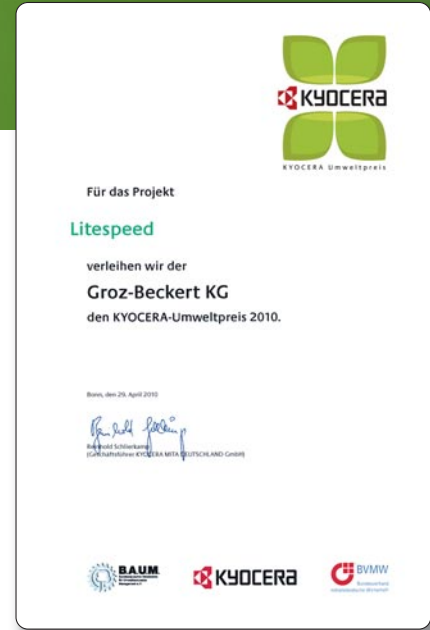 KYOCERA
KYOCERA Umweltpreis
Für das Projekt
Litespeed
verleihen wir der
Groz-Beckert KG
den KYOCERA-Umweltpreis 2010.
Bonn, den 29. April 2010
Reinhold Schlierkamp
(Geschäftsführer KYOCERA MITA DEUTSCHLAND GmbH)
B.A.U.M.
KYOCERA
BVMW